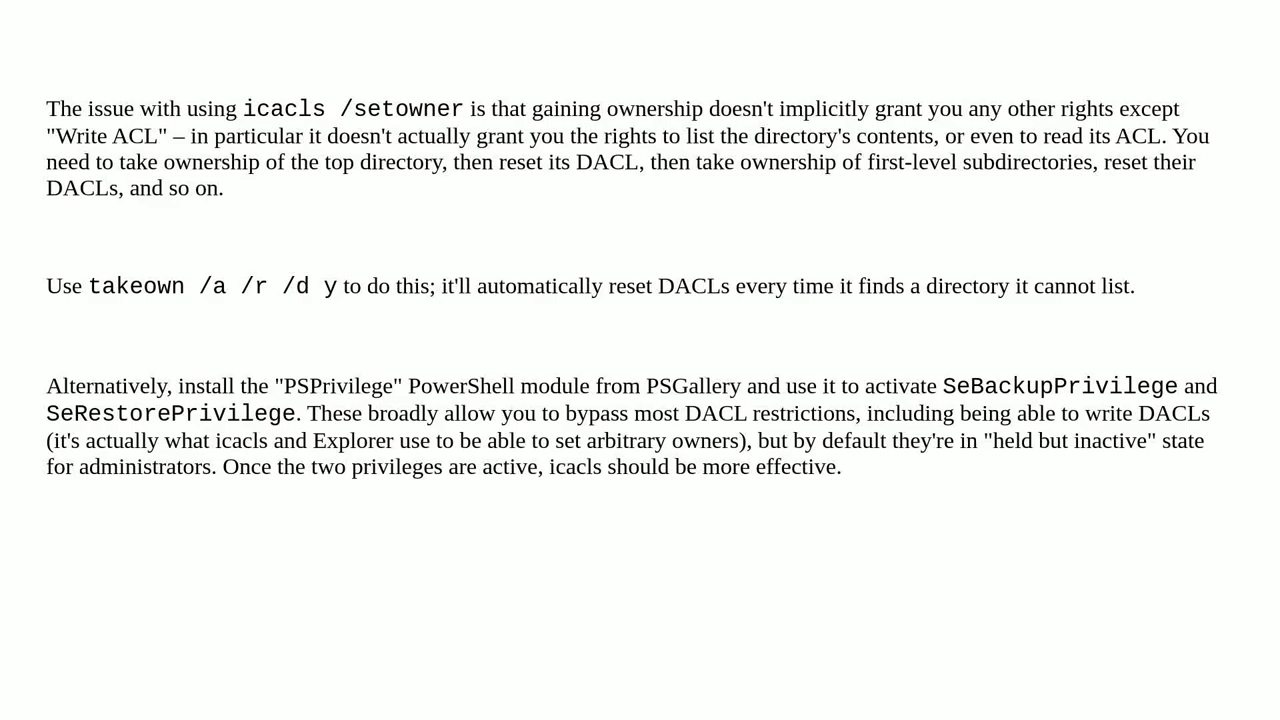 The issue with using icacls /setowner is that gaining ownership doesn't implicitly grant you any other rights except
"Write ACL" – in particular it doesn't actually grant you the rights to list the directory's contents, or even to read its ACL. You
need to take ownership of the top directory, then reset its DACL, then take ownership of first-level subdirectories, reset their
DACLs, and so on.
Use takeown /a /r /d y to do this; it'll automatically reset DACLs every time it finds a directory it cannot list.
Alternatively, install the "PSPrivilege" PowerShell module from PSGallery and use it to activate SeBackupPrivilege and
SeRestorePrivilege. These broadly allow you to bypass most DACL restrictions, including being able to write DACLs
(it's actually what icacls and Explorer use to be able to set arbitrary owners), but by default they're in "held but inactive" state
for administrators. Once the two privileges are active, icacls should be more effective.